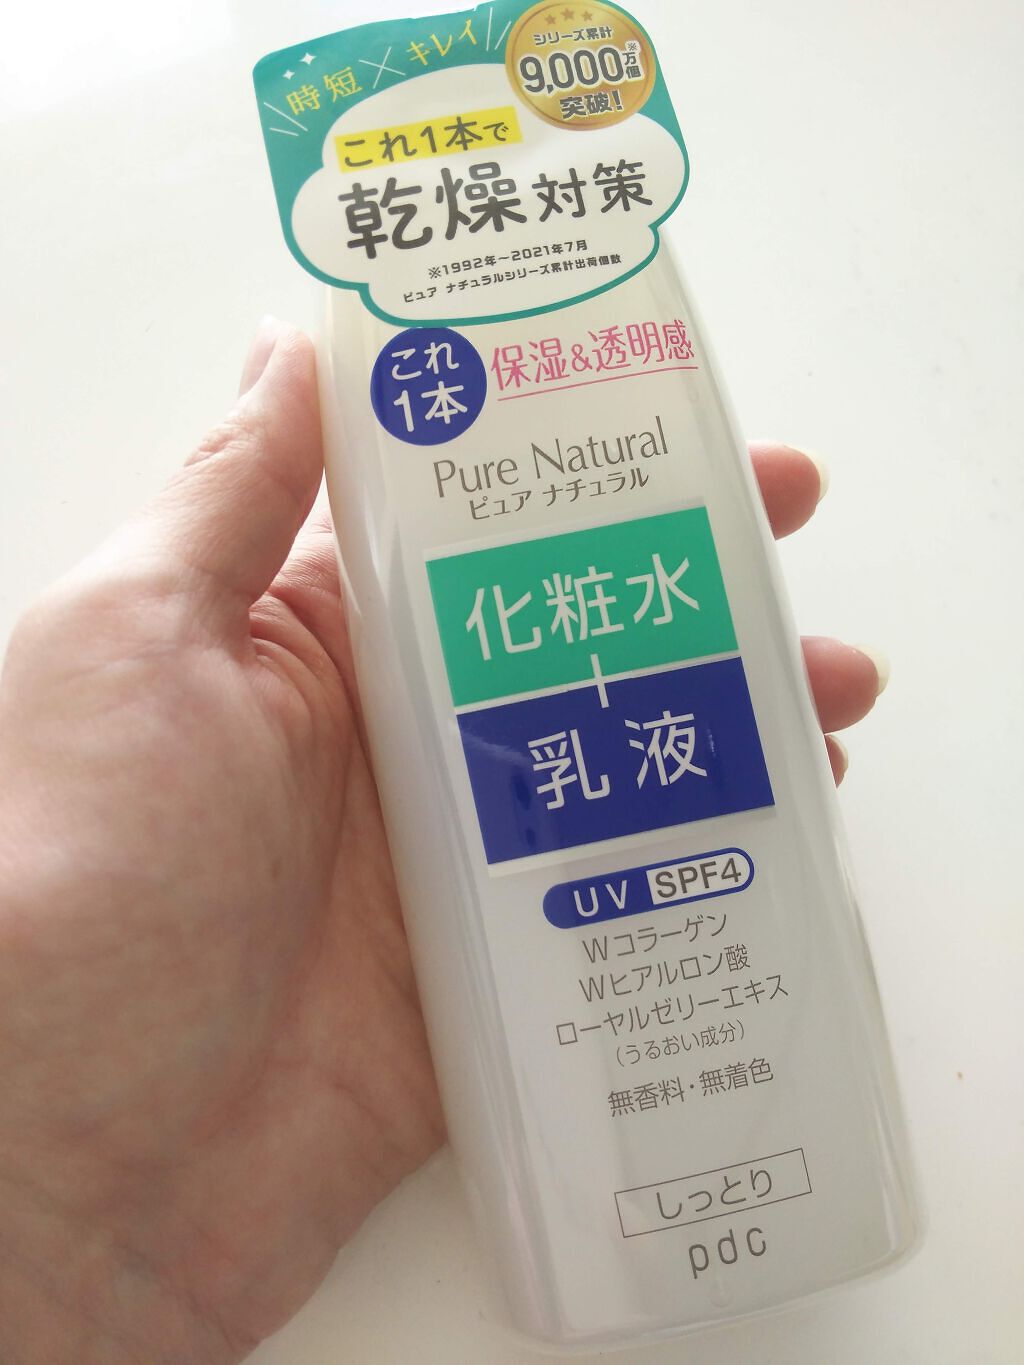 時短×キレイ
シリーズ累計
9,000万個※
突破!
これ1本で
乾燥対策
※1992年〜2021年7月
ピュア ナチュラルシリーズ累計出荷個数
これ
1本
保湿&透明感
Pure Natural
ピュア ナチュラル
化粧水
+
乳液
UV SPF4
Wコラーゲン
Wヒアルロン酸
ローヤルゼリーエキス
(うるおい成分)
無香料・無着色
しっとり
pdc